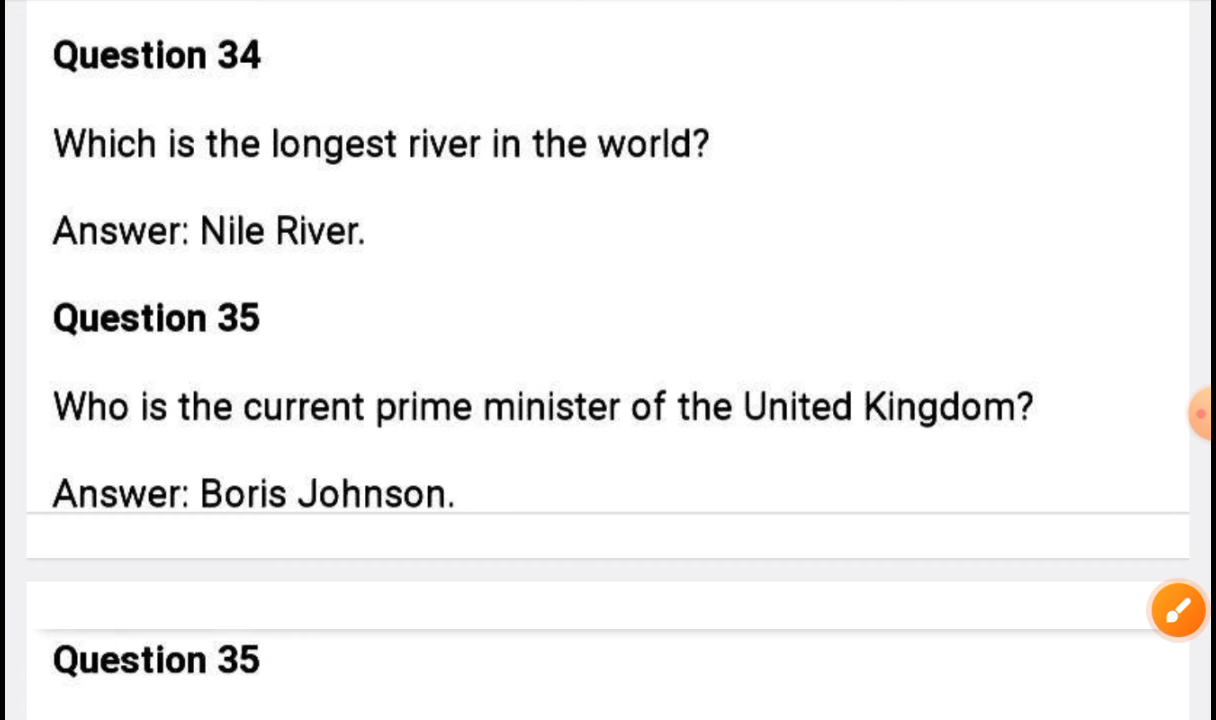 Question 34
Which is the longest river in the world?
Answer: Nile River.
Question 35
Who is the current prime minister of the United Kingdom?
Answer: Boris Johnson.
Question 35